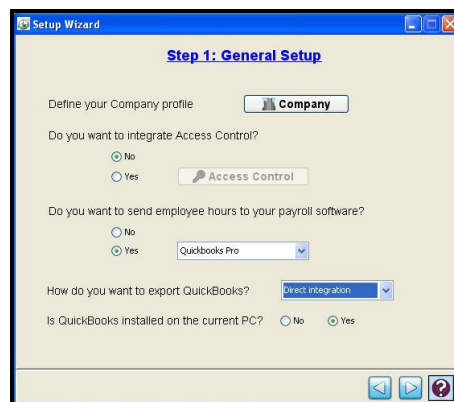 Setup Wizard
Step 1: General Setup
Define your Company profile Company
Do you want to integrate Access Control?
No
Yes Access Control
Do you want to send employee hours to your payroll software?
No
Yes Quickbooks Pro
How do you want to export QuickBooks? Direct integration
Is QuickBooks installed on the current PC? No Yes
?